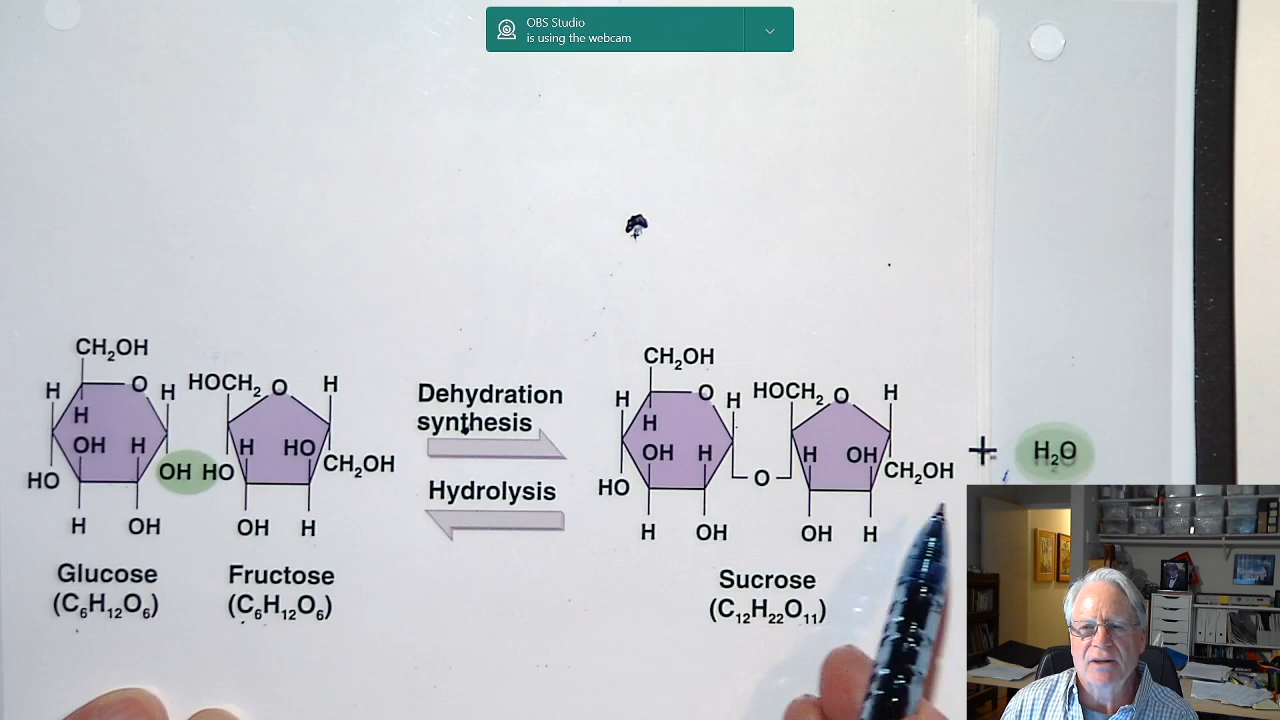 OBS Studio
is using the webcam
CH₂OH
H
O
H
H
OH
H
HO
OH
H
OH
HOCH₂
O
H
H
HO
HO
CH₂OH
OH
H
Glucose
(C₆H₁₂O₆)
Fructose
(C₆H₁₂O₆)
Dehydration
synthesis
Hydrolysis
CH₂OH
H
O
H
H
OH
H
HO
H
OH
O
HOCH₂
O
H
H
OH
CH₂OH
OH
H
Sucrose
(C₁₂H₂₂O₁₁)
+
H₂O